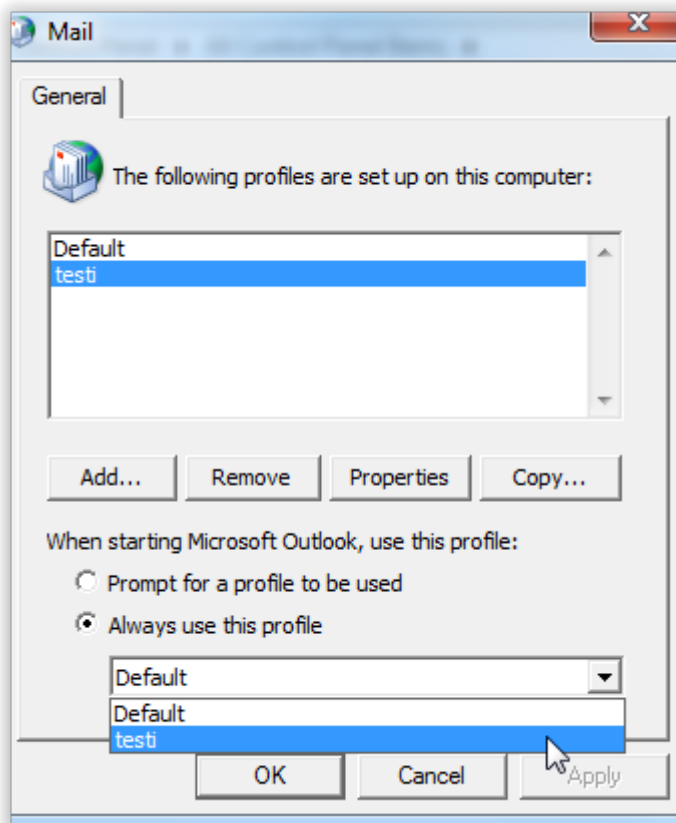 Mail
General
The following profiles are set up on this computer:
Default
testi
Add... Remove Properties Copy...
When starting Microsoft Outlook, use this profile:
Prompt for a profile to be used
Always use this profile
Default
Default
testi
OK Cancel Apply